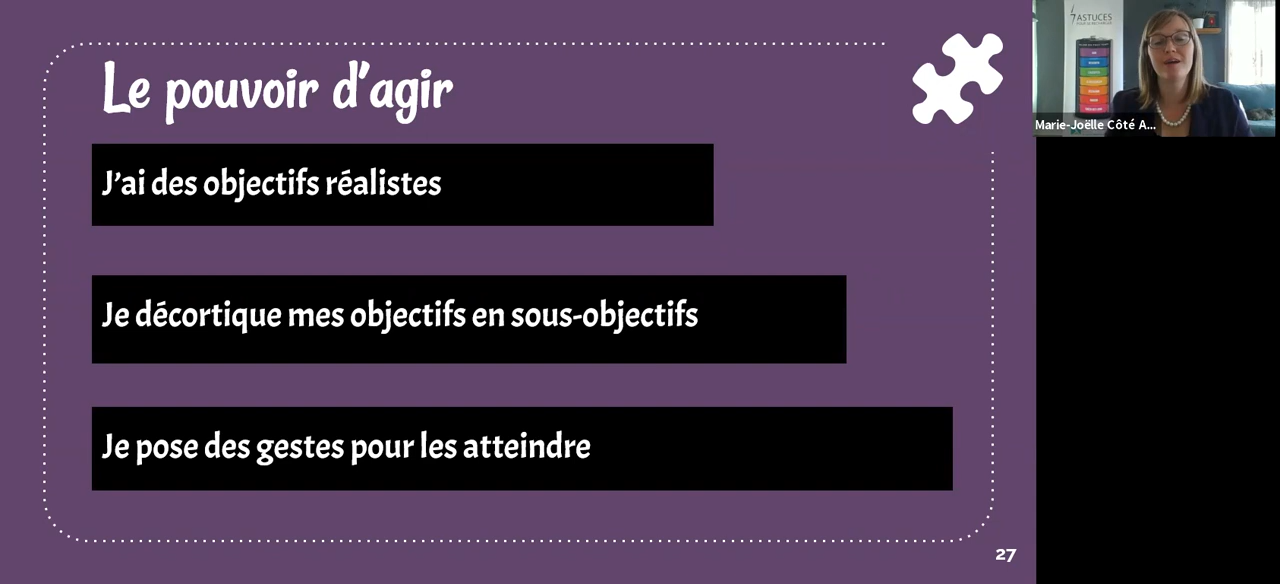 Le pouvoir d'agir
J'ai des objectifs réalistes
Je décortique mes objectifs en sous-objectifs
Je pose des gestes pour les atteindre
27
7 ASTUCES
Marie-Joëlle Côté A...